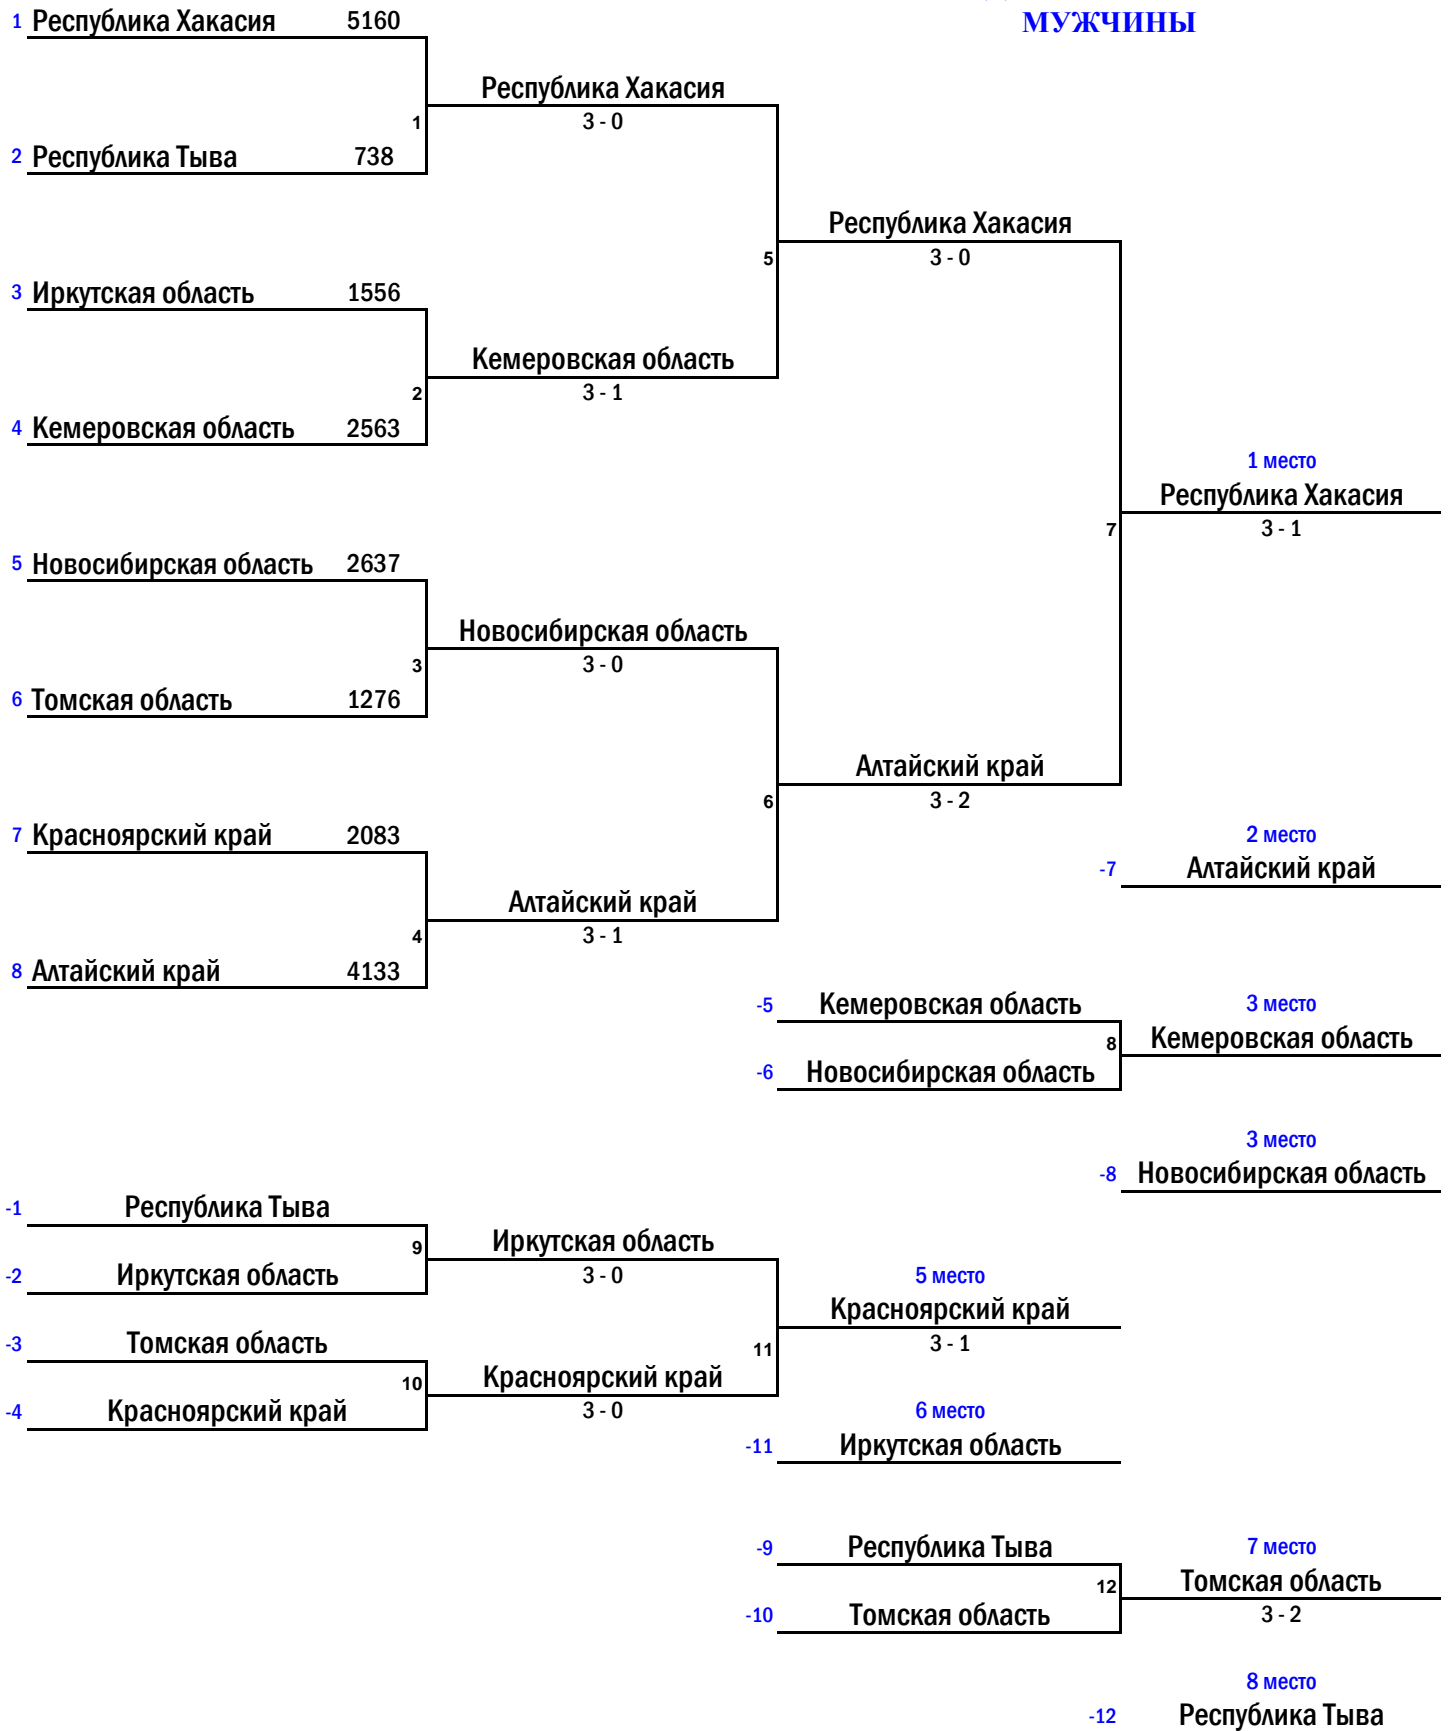 МУЖЧИНЫ
1 Республика Хакасия 5160
Республика Хакасия
1 3 - 0
2 Республика Тыва 738
Республика Хакасия
5 3 - 0
3 Иркутская область 1556
Кемеровская область
2 3 - 1
4 Кемеровская область 2563
1 место
Республика Хакасия
7 3 - 1
5 Новосибирская область 2637
Новосибирская область
3 3 - 0
6 Томская область 1276
Алтайский край
6 3 - 2
7 Красноярский край 2083
2 место
-7 Алтайский край
Алтайский край
4 3 - 1
8 Алтайский край 4133
-5 Кемеровская область 3 место
8 Кемеровская область
-6 Новосибирская область
3 место
-8 Новосибирская область
-1 Республика Тыва
9 Иркутская область
-2 Иркутская область 3 - 0 5 место
Красноярский край
-3 Томская область 11 3 - 1
10 Красноярский край
-4 Красноярский край 3 - 0 6 место
-11 Иркутская область
-9 Республика Тыва 7 место
12 Томская область
-10 Томская область 3 - 2
8 место
-12 Республика Тыва